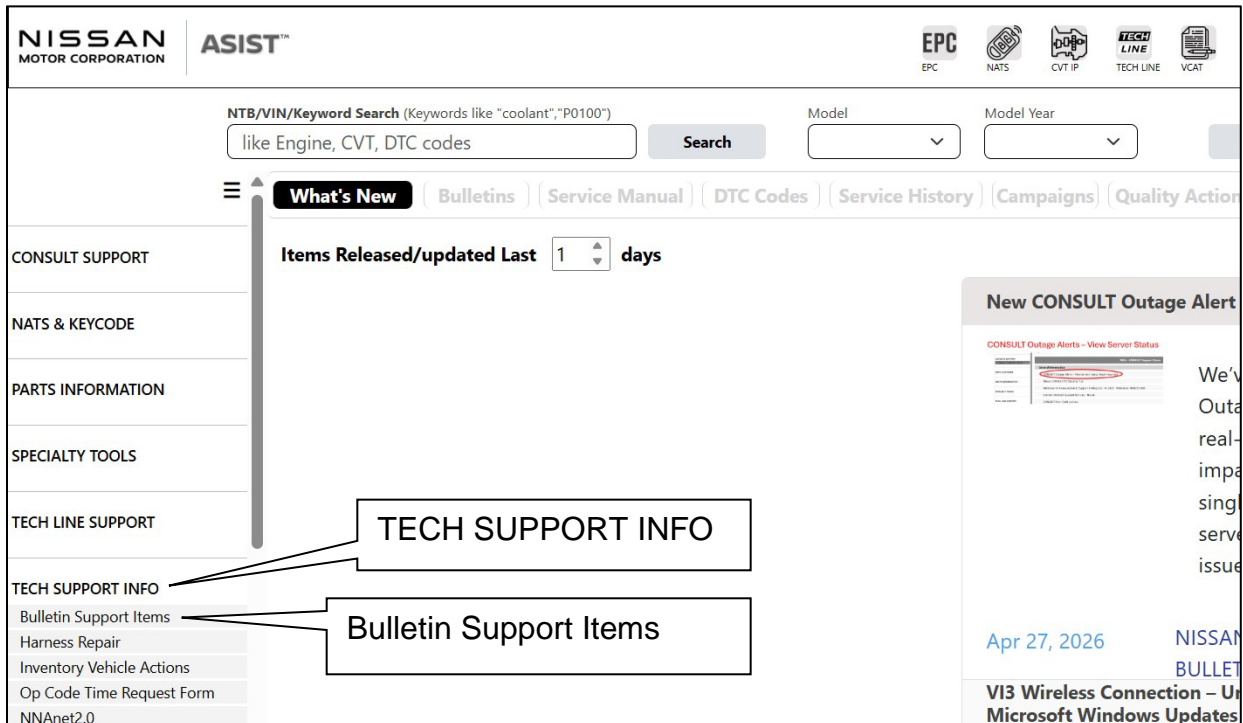 NISSAN
MOTOR CORPORATION
ASIST™
EPC
EPC
NATS
CVT IP
TECH
LINE
TECH LINE
VCAT
NTB/VIN/Keyword Search (Keywords like "coolant","P0100")
like Engine, CVT, DTC codes
Search
Model
Model Year
What's New
Bulletins
Service Manual
DTC Codes
Service History
Campaigns
Quality Action
Items Released/updated Last 1 days
CONSULT SUPPORT
NATS & KEYCODE
PARTS INFORMATION
SPECIALTY TOOLS
TECH LINE SUPPORT
TECH SUPPORT INFO
Bulletin Support Items
Harness Repair
Inventory Vehicle Actions
Op Code Time Request Form
NNAnet2.0
TECH SUPPORT INFO
Bulletin Support Items
New CONSULT Outage Alert
CONSULT Outage Alerts – View Server Status
We'v
Outa
real-
impa
singl
serve
issue
Apr 27, 2026
NISSAN
BULLET
VI3 Wireless Connection – Un
Microsoft Windows Updates